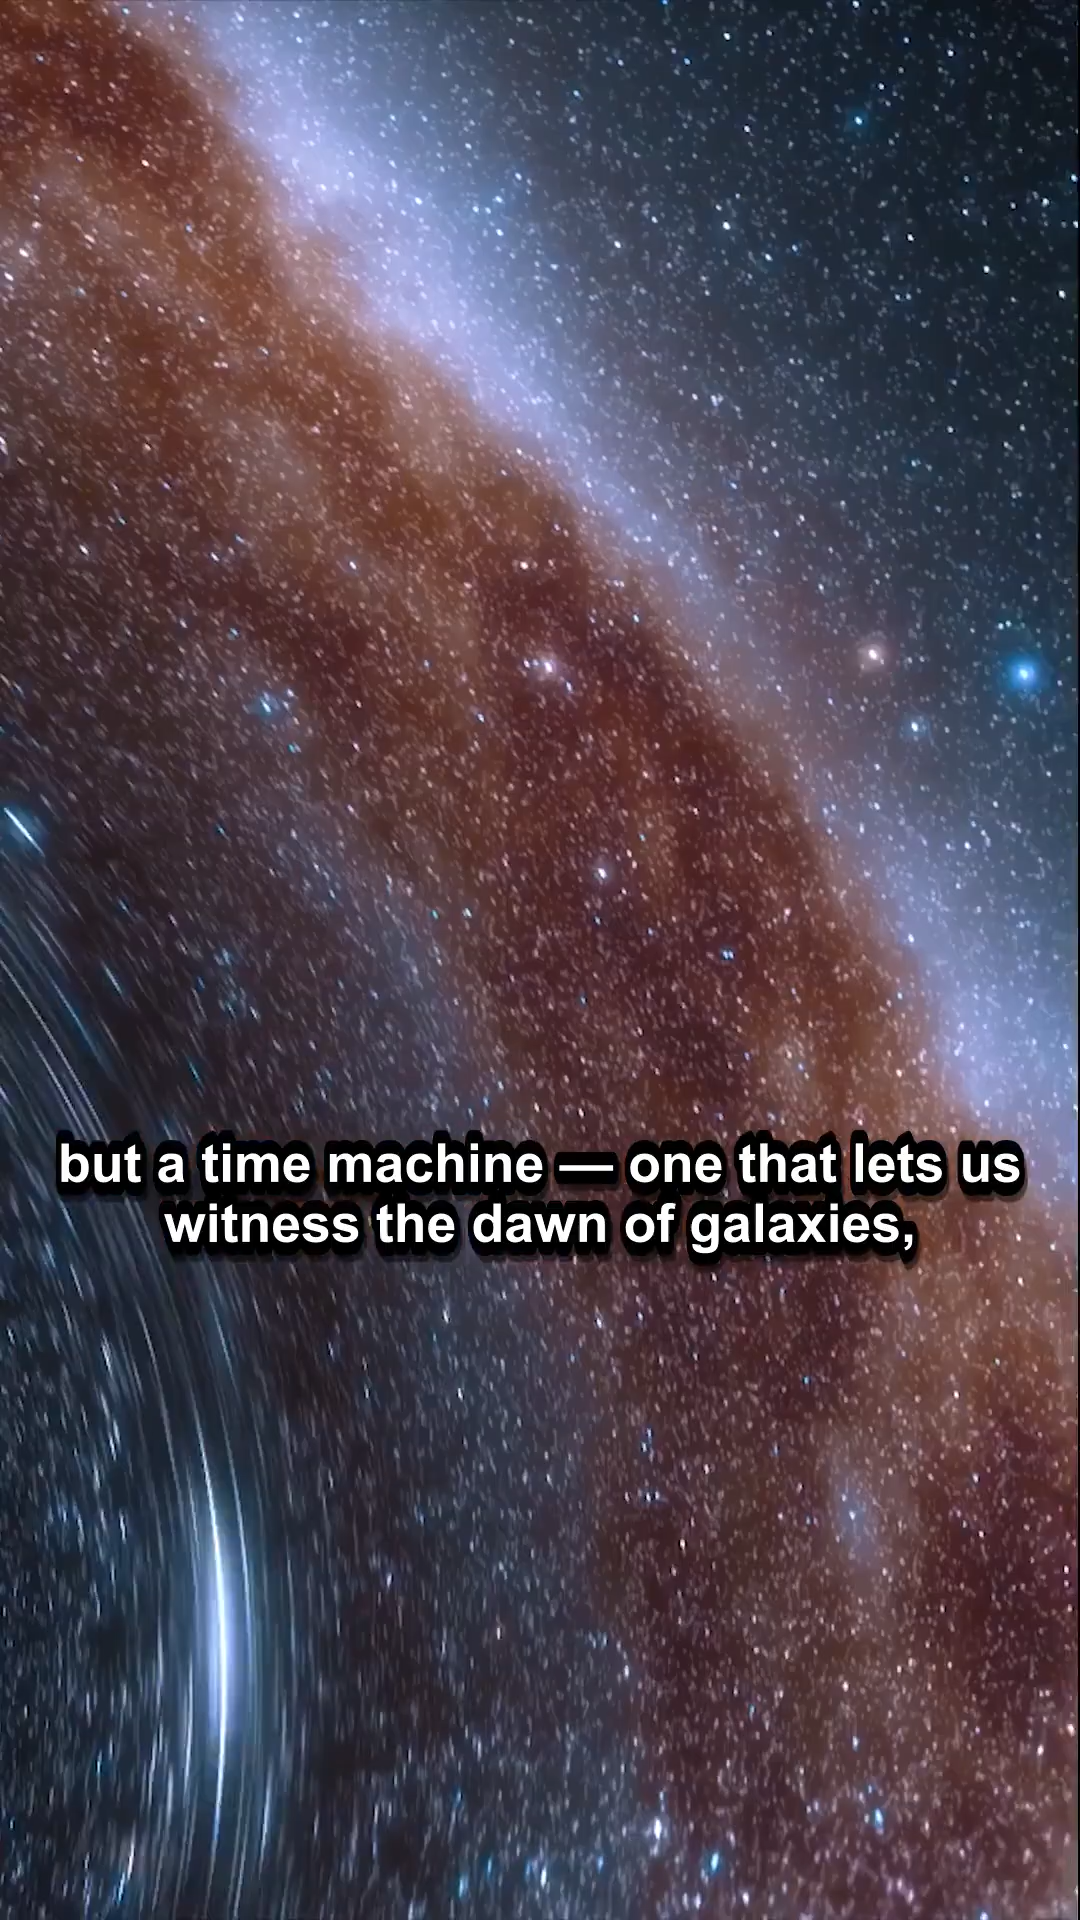 but a time machine — one that lets us
witness the dawn of galaxies,